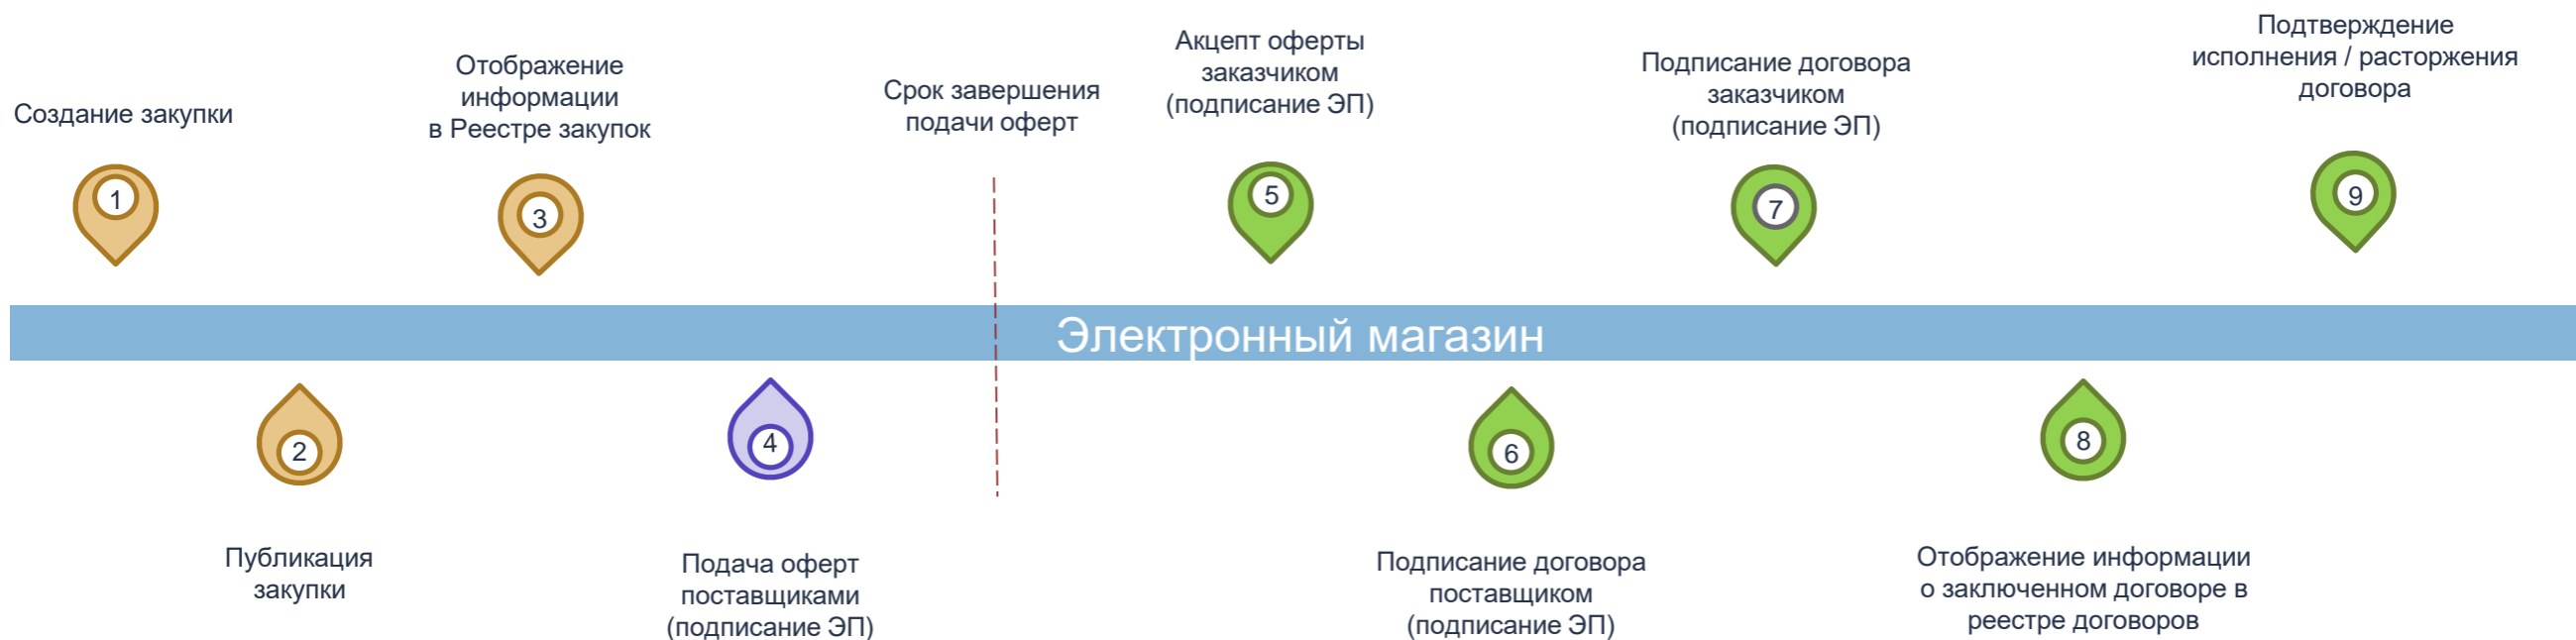 Создание закупки
1
Публикация
закупки
2
Отображение
информации
в Реестре закупок
3
Подача оферт
поставщиками
(подписание ЭП)
4
Срок завершения
подачи оферт
Акцепт оферты
заказчиком
(подписание ЭП)
5
Электронный магазин
Подписание договора
поставщиком
(подписание ЭП)
6
Подписание договора
заказчиком
(подписание ЭП)
7
Отображение информации
о заключенном договоре в
реестре договоров
8
Подтверждение
исполнения / расторжения
договора
9